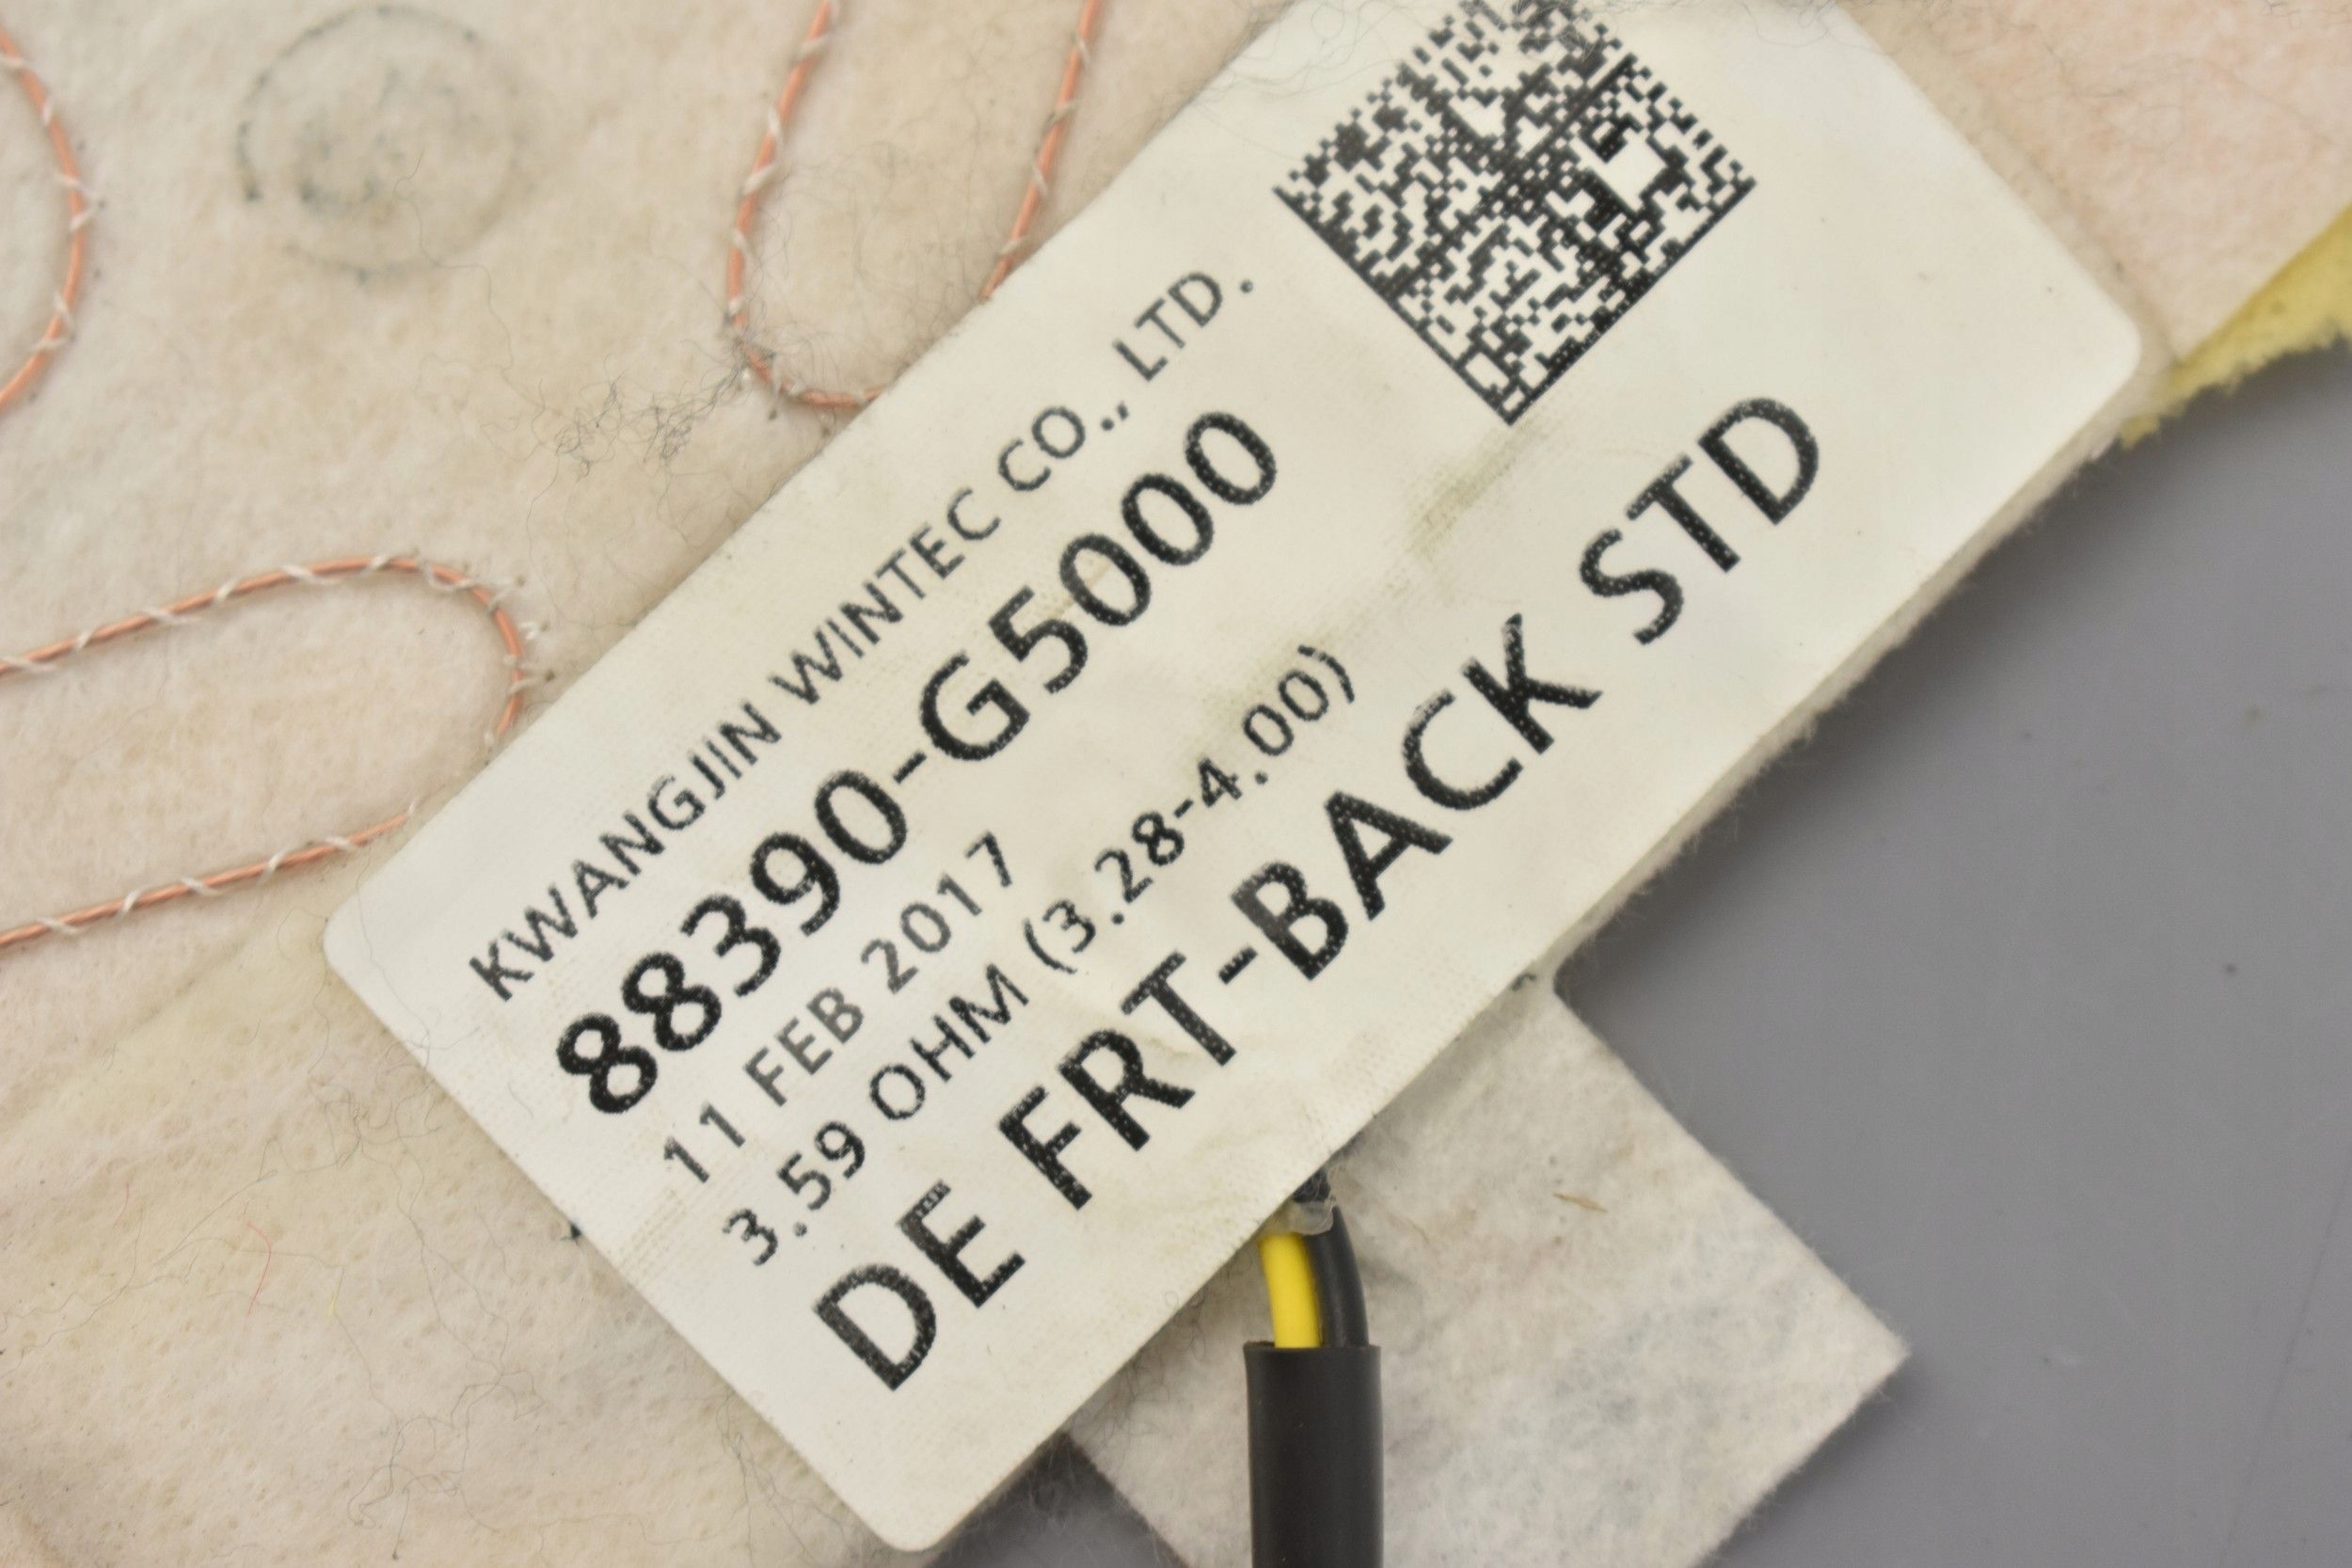 KWANGJIN WINTEC CO., LTD.
88390-G5000
11 FEB 2017
3.59 OHM (3.28-4.00)
DE FRT-BACK STD